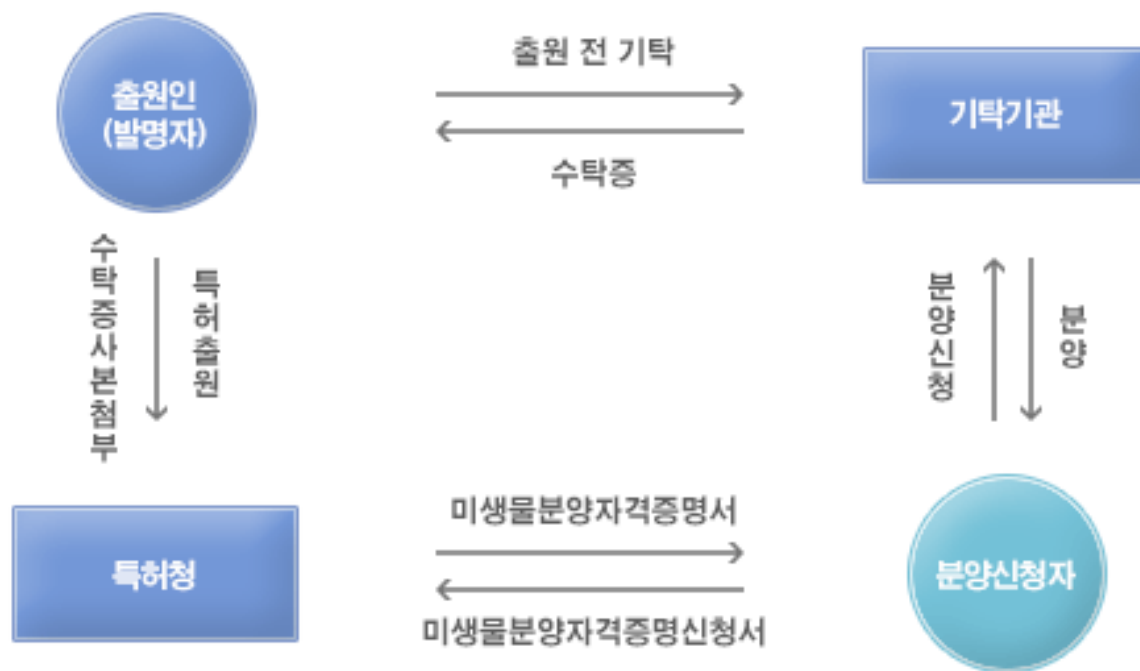 출원인
(발명자)
출원 전 기탁
수탁증
기탁기관
수탁증사본첨부
특허출원
분양신청
분양
특허청
미생물분양자격증명서
미생물분양자격증명신청서
분양신청자